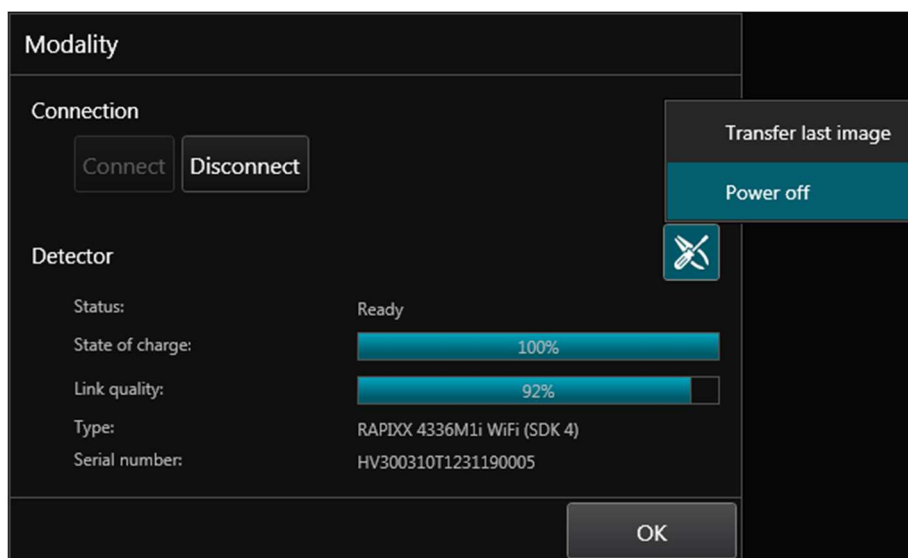 Modality
Connection
Connect Disconnect
Transfer last image
Power off
Detector
Status: Ready
State of charge: 100%
Link quality: 92%
Type: RAPIXX 4336M1i WiFi (SDK 4)
Serial number: HV300310T1231190005
OK